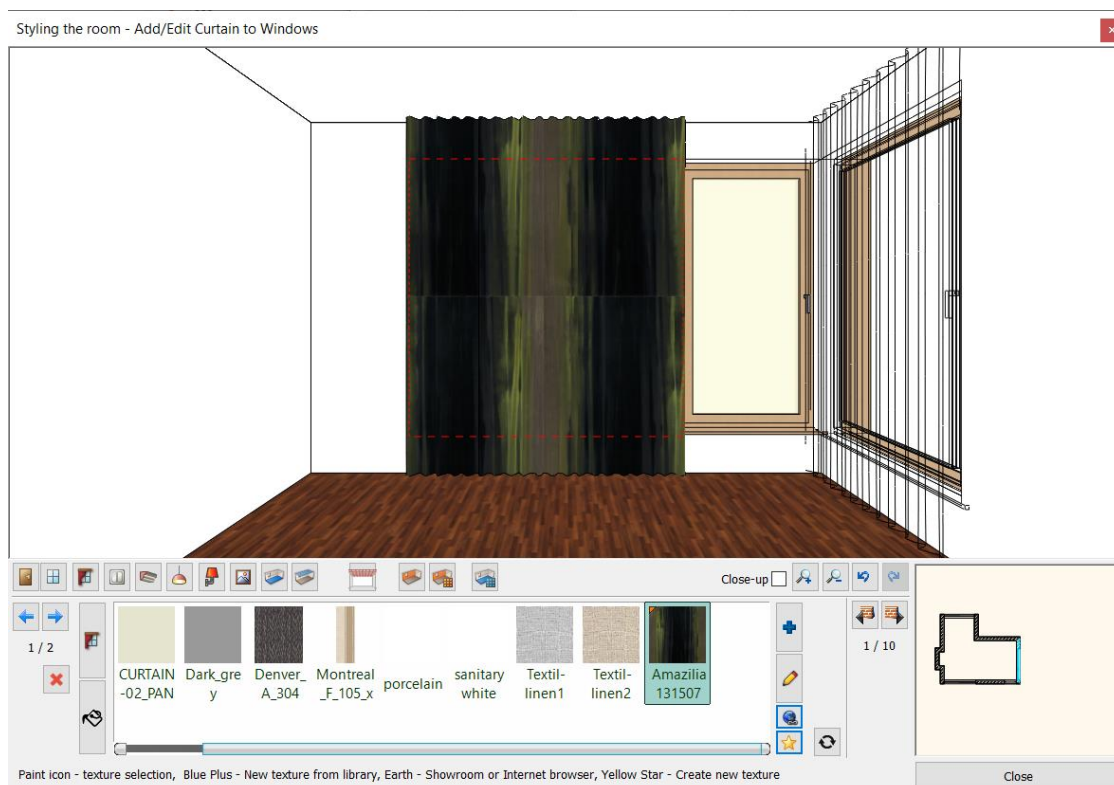 Styling the room - Add/Edit Curtain to Windows
Close-up
1 / 2
1 / 10
CURTAIN
-02_PAN
Dark_gre
y
Denver_
A_304
Montreal
_F_105_x
porcelain
sanitary
white
Textil-
linen1
Textil-
linen2
Amazilia
131507
Paint icon - texture selection, Blue Plus - New texture from library, Earth - Showroom or Internet browser, Yellow Star - Create new texture
Close